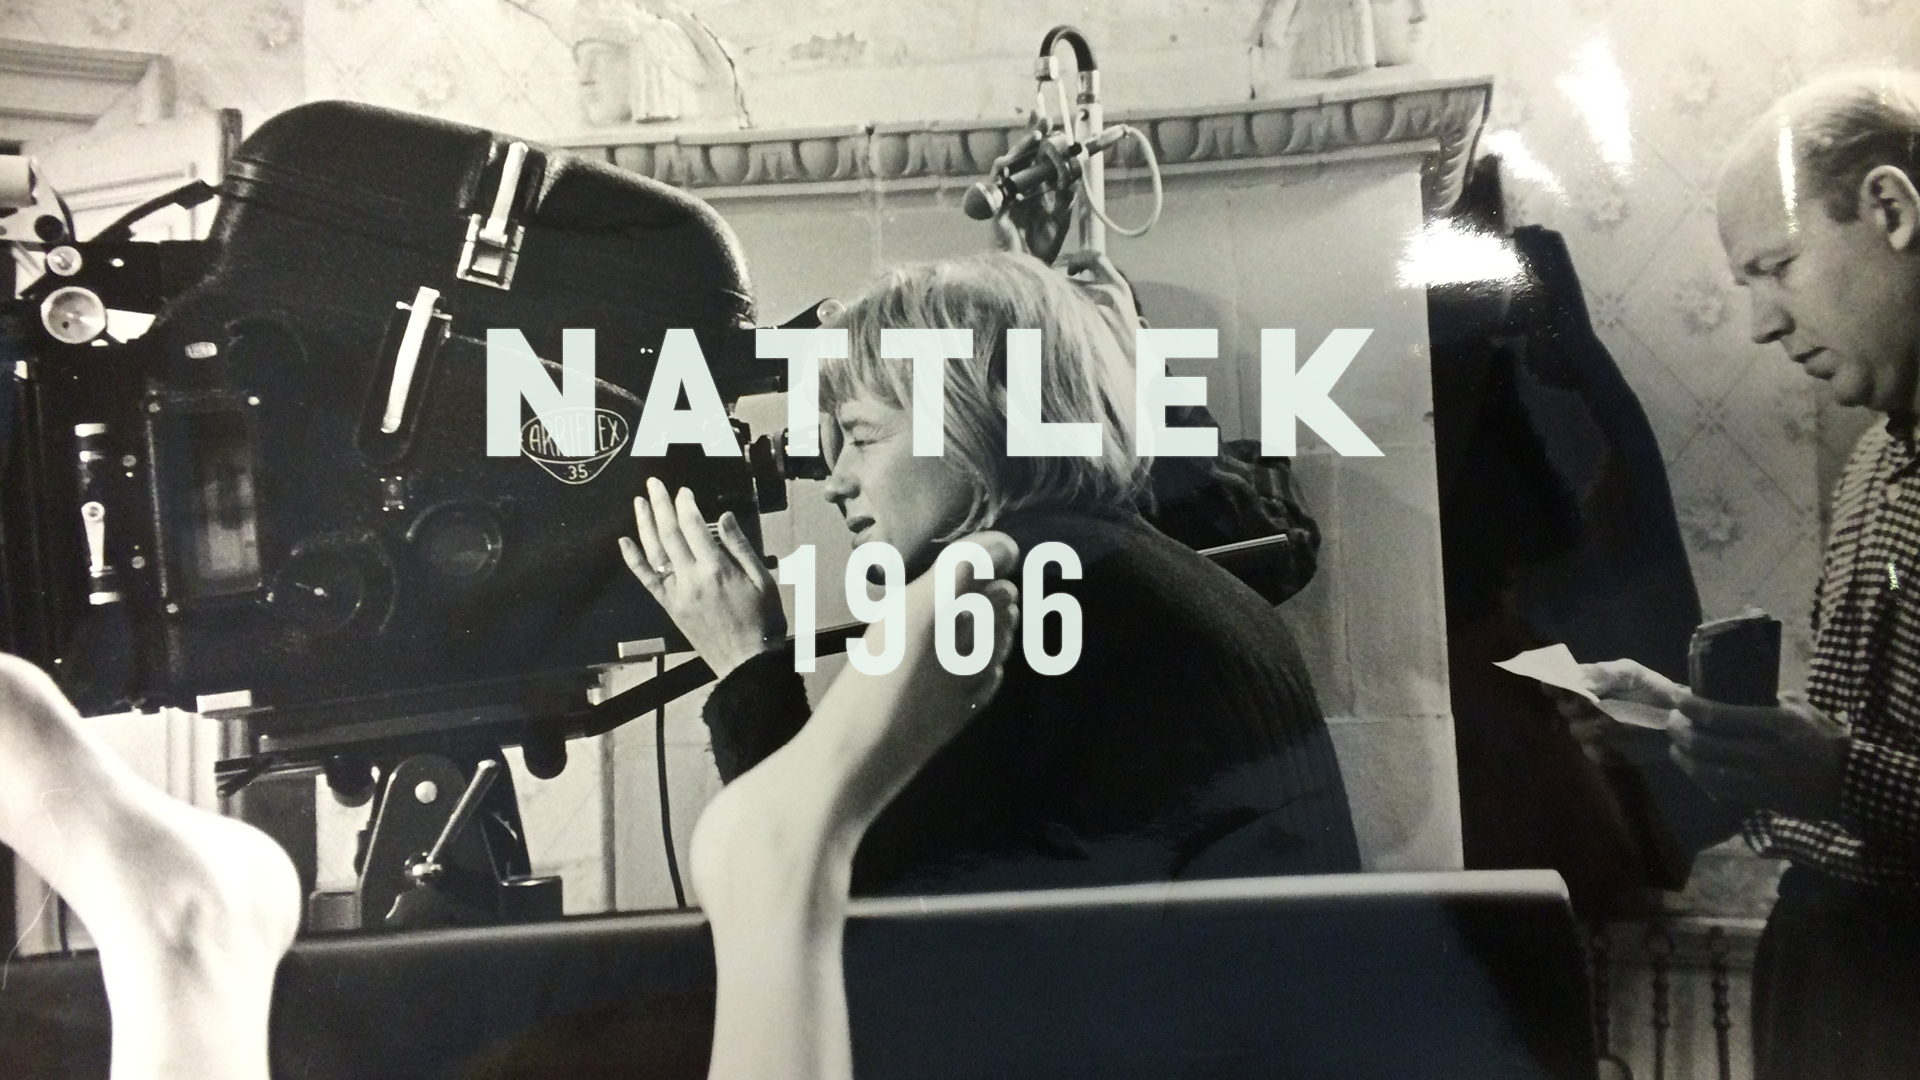 NATTLEK
ARRIFLEX
35
1966